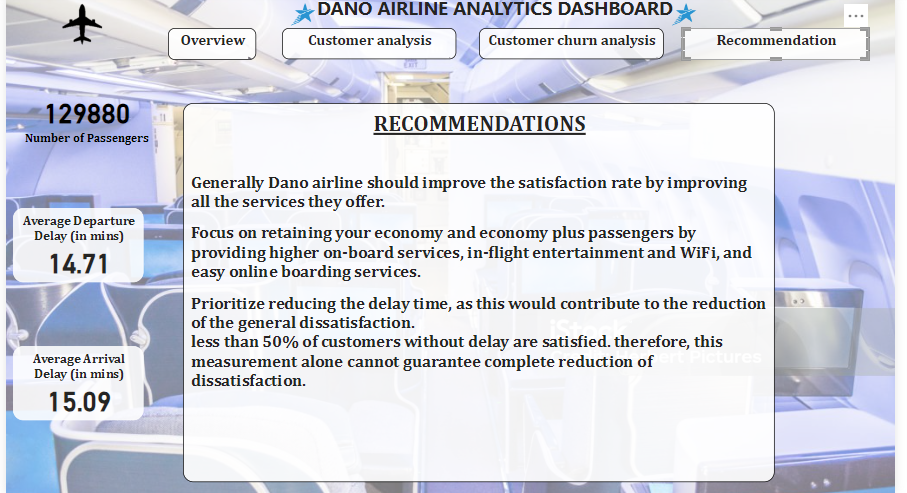 DANO AIRLINE ANALYTICS DASHBOARD
...
Overview
Customer analysis
Customer churn analysis
Recommendation
129880
Number of Passengers
Average Departure
Delay (in mins)
14.71
Average Arrival
Delay (in mins)
15.09
RECOMMENDATIONS
Generally Dano airline should improve the satisfaction rate by improving
all the services they offer.
Focus on retaining your economy and economy plus passengers by
providing higher on-board services, in-flight entertainment and WiFi, and
easy online boarding services.
Prioritize reducing the delay time, as this would contribute to the reduction
of the general dissatisfaction.
less than 50% of customers without delay are satisfied. therefore, this
measurement alone cannot guarantee complete reduction of
dissatisfaction.
iStock
Pictures